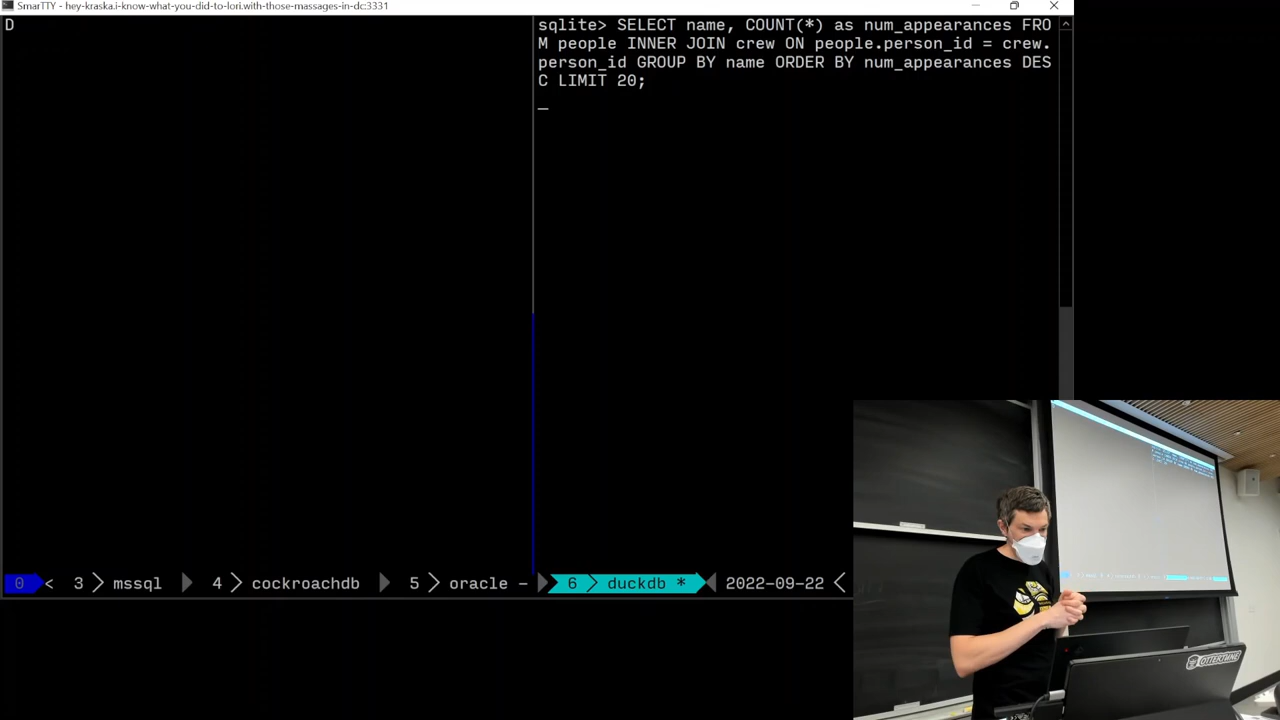 SmarTTY - hey-kraska.i-know-what-you-did-to-lori.with-those-massages-in-dc:3331
D
sqlite> SELECT name, COUNT(*) as num_appearances FRO
M people INNER JOIN crew ON people.person_id = crew.
person_id GROUP BY name ORDER BY num_appearances DES
C LIMIT 20;
_
0 < 3 > mssql 4 > cockroachdb 5 > oracle - 6 > duckdb * 2022-09-22 <
OTTERTUNE